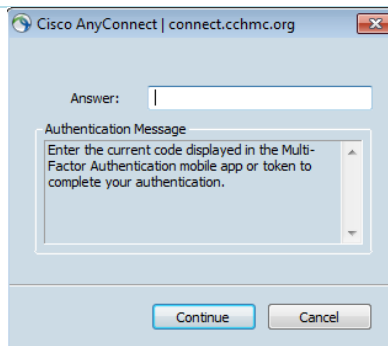 Cisco AnyConnect | connect.cchmc.org
Answer:
Authentication Message
Enter the current code displayed in the Multi-
Factor Authentication mobile app or token to
complete your authentication.
Continue Cancel